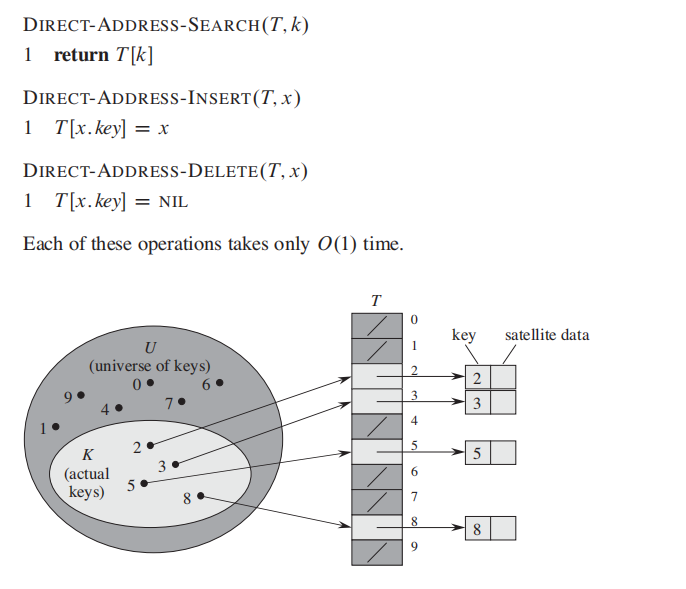 DIRECT-ADDRESS-SEARCH(T, k)
1 return T[k]
DIRECT-ADDRESS-INSERT(T, x)
1 T[x.key] = x
DIRECT-ADDRESS-DELETE(T, x)
1 T[x.key] = NIL
Each of these operations takes only O(1) time.
T
U
(universe of keys)
0
6
9
4
7
1
K
(actual
keys)
2
3
5
8
0
1
2
3
4
5
6
7
8
9
key satellite data
2
3
5
8